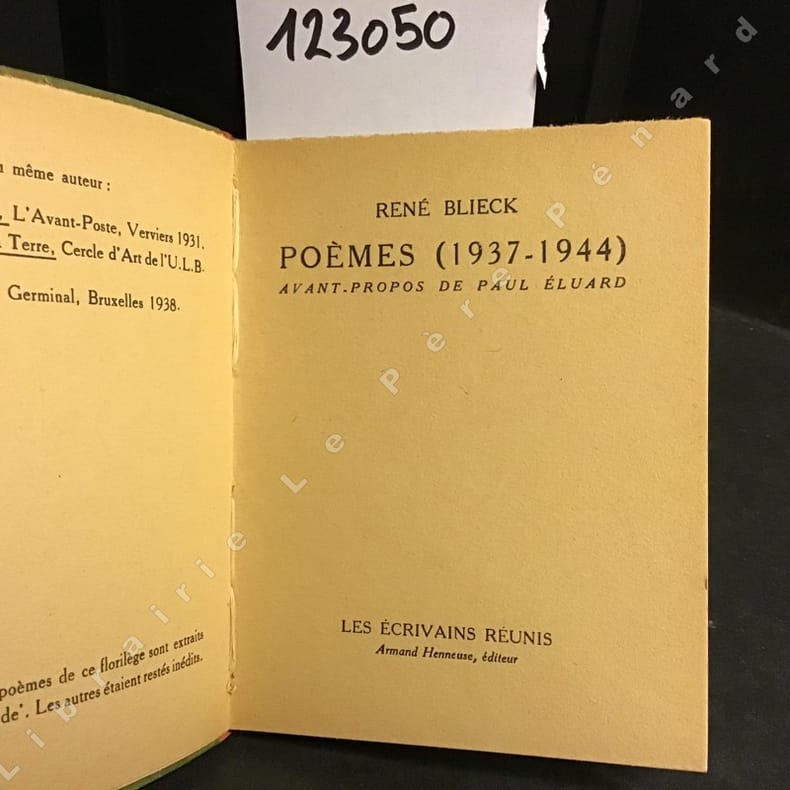 123050
même auteur :
L'Avant-Poste, Verviers 1931.
Terre, Cercle d'Art de l'U.L.B.
Germinal, Bruxelles 1938.
poèmes de ce florilège sont extraits
de". Les autres étaient restés inédits.
RENÉ BLIECK
POÈMES (1937-1944)
AVANT-PROPOS DE PAUL ÉLUARD
LES ÉCRIVAINS RÉUNIS
Armand Henneuse, éditeur
Librairie Le Père Pénard